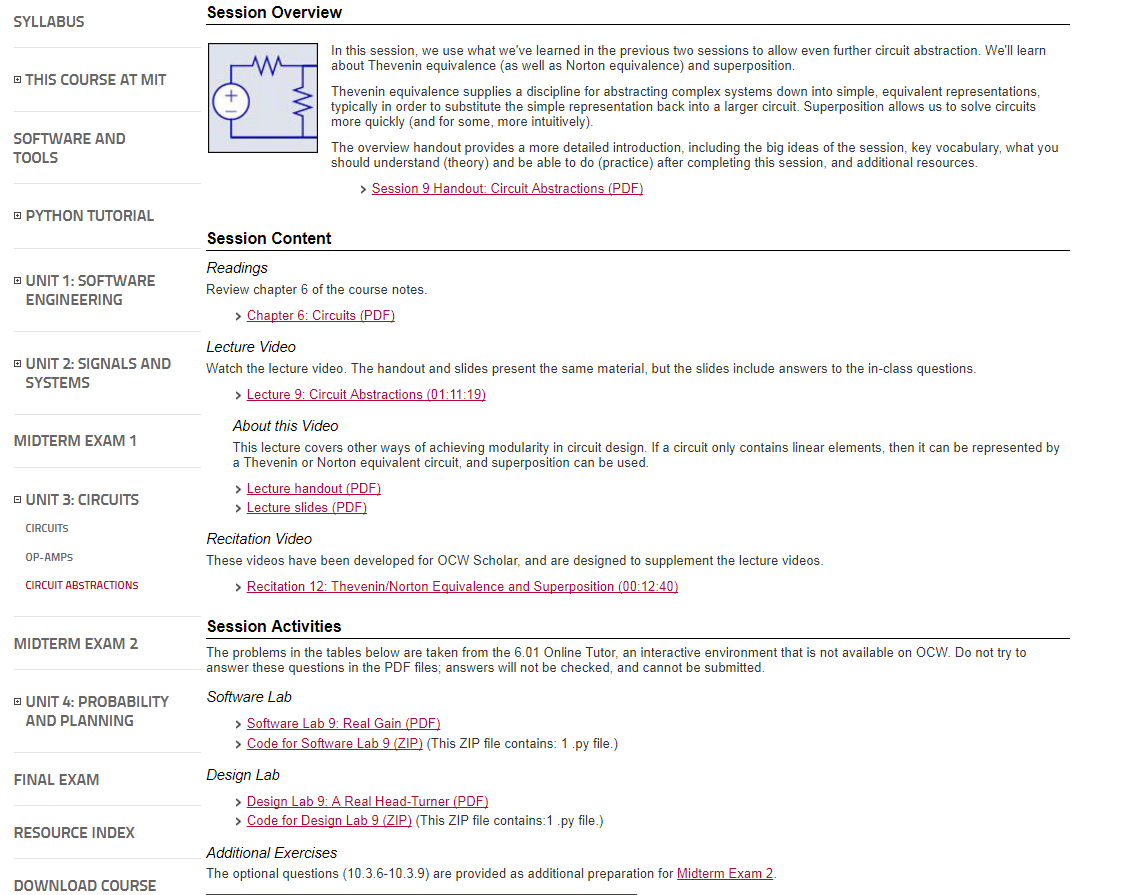 SYLLABUS
THIS COURSE AT MIT
SOFTWARE AND
TOOLS
PYTHON TUTORIAL
UNIT 1: SOFTWARE
ENGINEERING
UNIT 2: SIGNALS AND
SYSTEMS
MIDTERM EXAM 1
UNIT 3: CIRCUITS
CIRCUITS
OP-AMPS
CIRCUIT ABSTRACTIONS
MIDTERM EXAM 2
UNIT 4: PROBABILITY
AND PLANNING
FINAL EXAM
RESOURCE INDEX
DOWNLOAD COURSE
Session Overview
In this session, we use what we've learned in the previous two sessions to allow even further circuit abstraction. We'll learn
about Thevenin equivalence (as well as Norton equivalence) and superposition.
Thevenin equivalence supplies a discipline for abstracting complex systems down into simple, equivalent representations,
typically in order to substitute the simple representation back into a larger circuit. Superposition allows us to solve circuits
more quickly (and for some, more intuitively).
The overview handout provides a more detailed introduction, including the big ideas of the session, key vocabulary, what you
should understand (theory) and be able to do (practice) after completing this session, and additional resources.
Session 9 Handout: Circuit Abstractions (PDF)
Session Content
Readings
Review chapter 6 of the course notes.
Chapter 6: Circuits (PDF)
Lecture Video
Watch the lecture video. The handout and slides present the same material, but the slides include answers to the in-class questions.
Lecture 9: Circuit Abstractions (01:11:19)
About this Video
This lecture covers other ways of achieving modularity in circuit design. If a circuit only contains linear elements, then it can be represented by
a Thevenin or Norton equivalent circuit, and superposition can be used.
Lecture handout (PDF)
Lecture slides (PDF)
Recitation Video
These videos have been developed for OCW Scholar, and are designed to supplement the lecture videos.
Recitation 12: Thevenin/Norton Equivalence and Superposition (00:12:40)
Session Activities
The problems in the tables below are taken from the 6.01 Online Tutor, an interactive environment that is not available on OCW. Do not try to
answer these questions in the PDF files; answers will not be checked, and cannot be submitted.
Software Lab
Software Lab 9: Real Gain (PDF)
Code for Software Lab 9 (ZIP) (This ZIP file contains: 1 .py file.)
Design Lab
Design Lab 9: A Real Head-Turner (PDF)
Code for Design Lab 9 (ZIP) (This ZIP file contains:1 .py file.)
Additional Exercises
The optional questions (10.3.6-10.3.9) are provided as additional preparation for Midterm Exam 2.